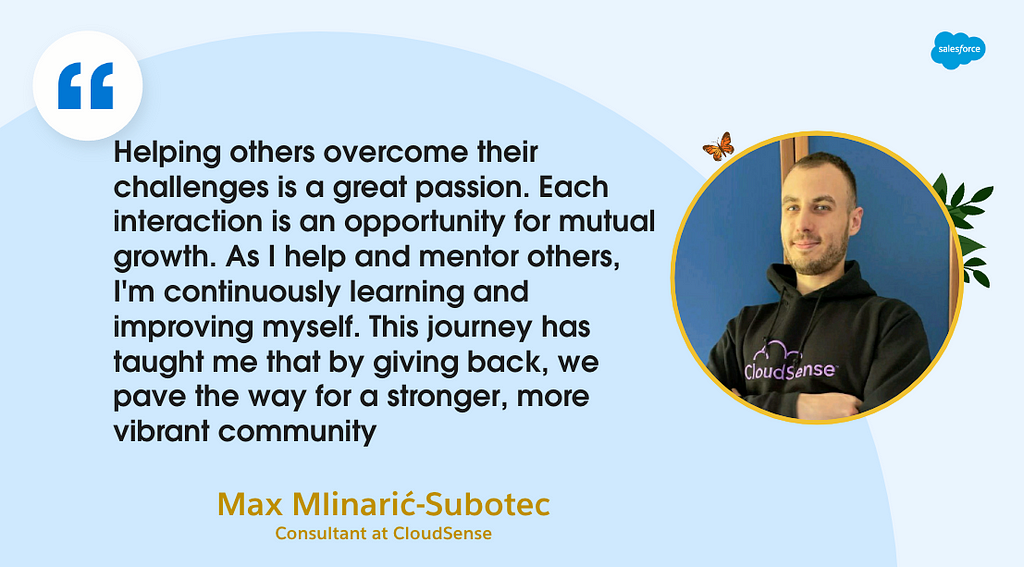 salesforce
Helping others overcome their
challenges is a great passion. Each
interaction is an opportunity for mutual
growth. As I help and mentor others,
I'm continuously learning and
improving myself. This journey has
taught me that by giving back, we
pave the way for a stronger, more
vibrant community
CloudSense
Max Mlinarić-Subotec
Consultant at CloudSense